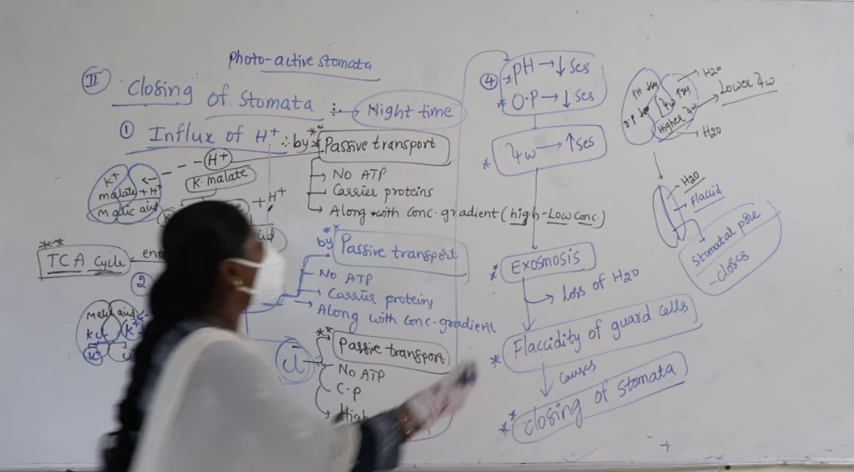 Photo-active stomata
II Closing of Stomata ∴→ Night time
1 Influx of H+ ∴ by Passive transport
No ATP
Carrier proteins
Along with conc-gradient (high-Low conc)
H+
K malate
+ H+
K+
malate + H+
Malic acid
TCA Cycle
2
by Passive transport
No ATP
Carrier proteins
Along with conc-gradient
K+
cl
Passive transport
No ATP
C-p
High
4 PH → ↓ses
O.P → ↓ses
Ψw → ↑ses
Exosmosis
Loss of H2O
Flaccidity of guard cells
causes
closing of stomata
H2O
Higher Ψw
Lower Ψw
H2O
H2O
Flaccid
Stomatal pore
- closes